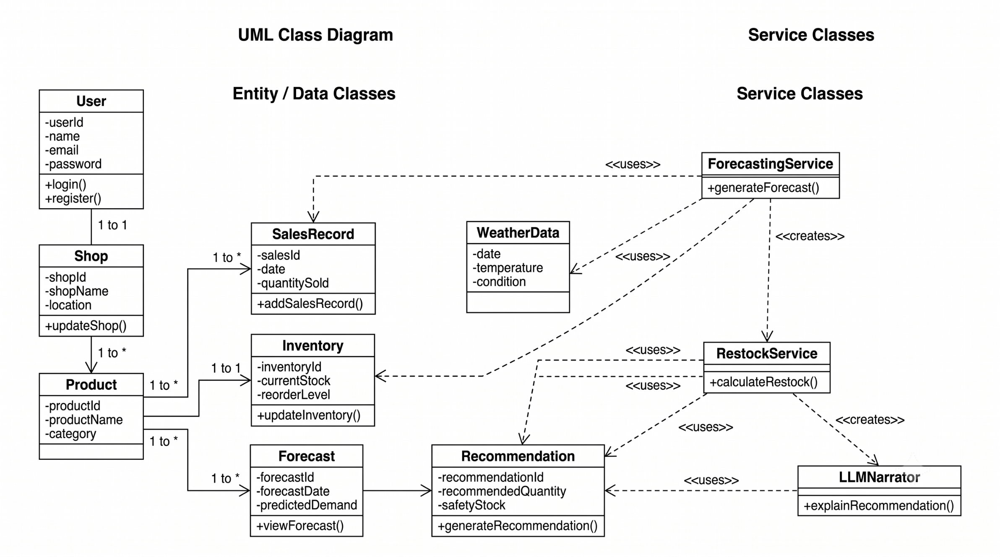 UML Class Diagram
Service Classes
Entity / Data Classes
Service Classes
User
-userId
-name
-email
-password
+login()
+register()
1 to 1
Shop
-shopId
-shopName
-location
+updateShop()
1 to *
Product
-productId
-productName
-category
1 to *
1 to *
1 to *
SalesRecord
-salesId
-date
-quantitySold
+addSalesRecord()
1 to 1
Inventory
-inventoryId
-currentStock
-reorderLevel
+updateInventory()
1 to *
Forecast
-forecastId
-forecastDate
-predictedDemand
+viewForecast()
WeatherData
-date
-temperature
-condition
Recommendation
-recommendationId
-recommendedQuantity
-safetyStock
+generateRecommendation()
<<uses>>
ForecastingService
+generateForecast()
<<uses>>
<<creates>>
<<uses>>
<<uses>>
RestockService
+calculateRestock()
<<uses>>
<<creates>>
<<uses>>
LLMNarrator
+explainRecommendation()